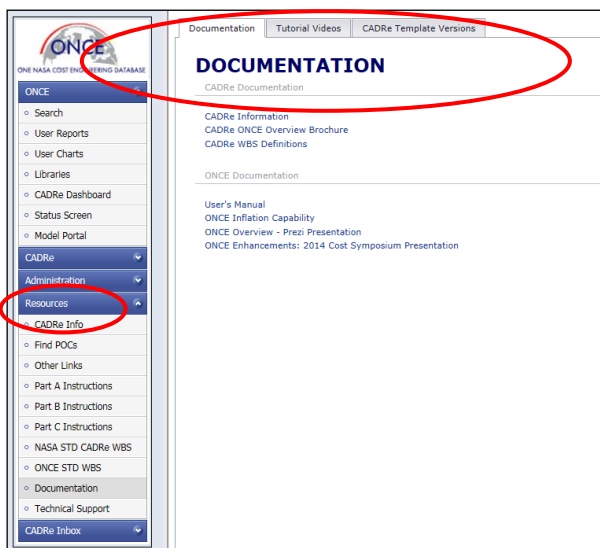 ONCE
ONE NASA COST ENGINEERING DATABASE
ONCE
Search
User Reports
User Charts
Libraries
CADRe Dashboard
Status Screen
Model Portal
CADRe
Administration
Resources
CADRe Info
Find POCs
Other Links
Part A Instructions
Part B Instructions
Part C Instructions
NASA STD CADRe WBS
ONCE STD WBS
Documentation
Technical Support
CADRe Inbox
Documentation Tutorial Videos CADRe Template Versions
DOCUMENTATION
CADRe Documentation
CADRe Information
CADRe ONCE Overview Brochure
CADRe WBS Definitions
ONCE Documentation
User's Manual
ONCE Inflation Capability
ONCE Overview - Prezi Presentation
ONCE Enhancements: 2014 Cost Symposium Presentation